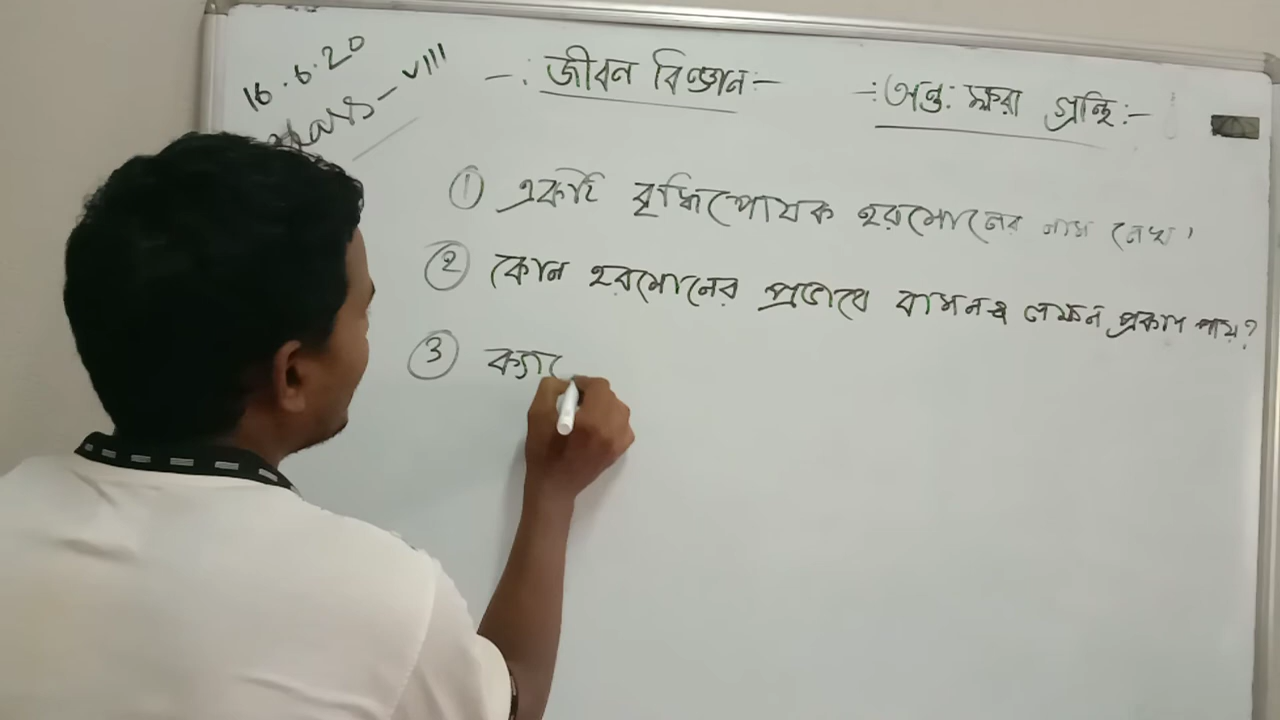 16.6.20
class - VIII
-: জীবন বিজ্ঞান :-
-: অন্ত: ক্ষরা গ্রন্থি :-
① একটি বৃদ্ধিপোষক হরমোনের নাম লেখ।
② কোন হরমোনের প্রভাবে বামনত্ব লক্ষন প্রকাশ পায়?
③ ক্যা